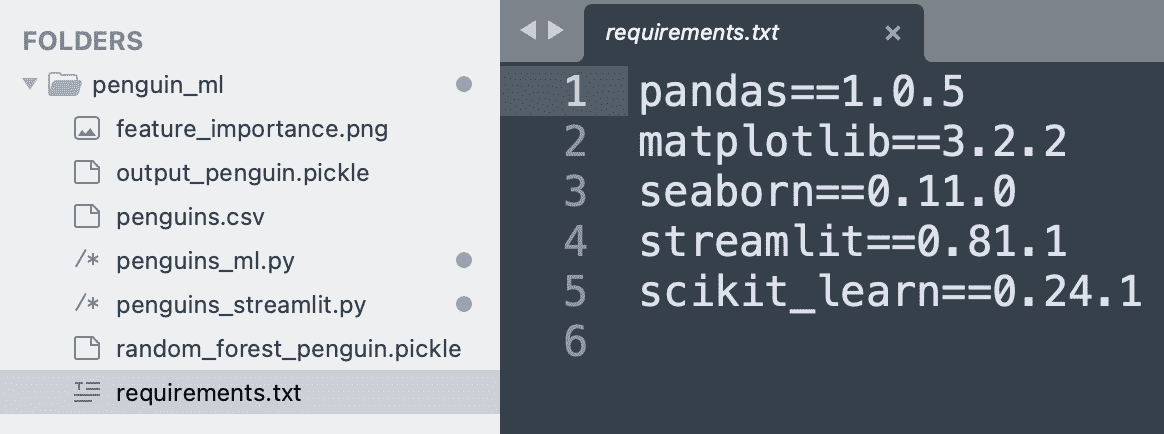 FOLDERS
penguin_ml
feature_importance.png
output_penguin.pickle
penguins.csv
/* penguins_ml.py
/* penguins_streamlit.py
random_forest_penguin.pickle
requirements.txt
requirements.txt ×
1 pandas==1.0.5
2 matplotlib==3.2.2
3 seaborn==0.11.0
4 streamlit==0.81.1
5 scikit_learn==0.24.1
6